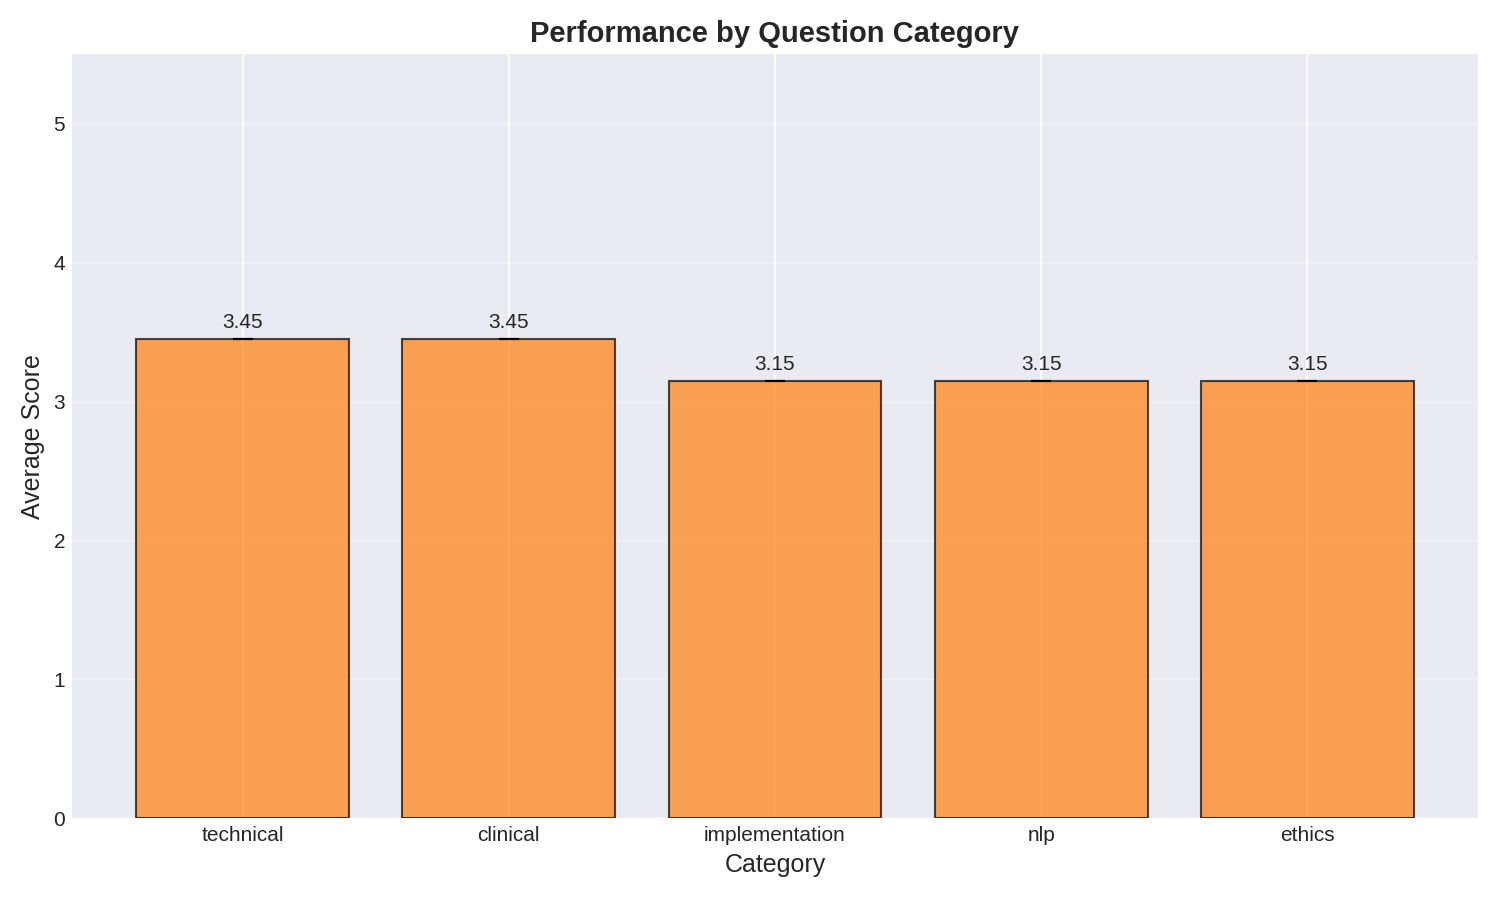 Performance by Question Category
Average Score
5
4
3
2
1
0
3.45
3.45
3.15
3.15
3.15
technical
clinical
implementation
nlp
ethics
Category